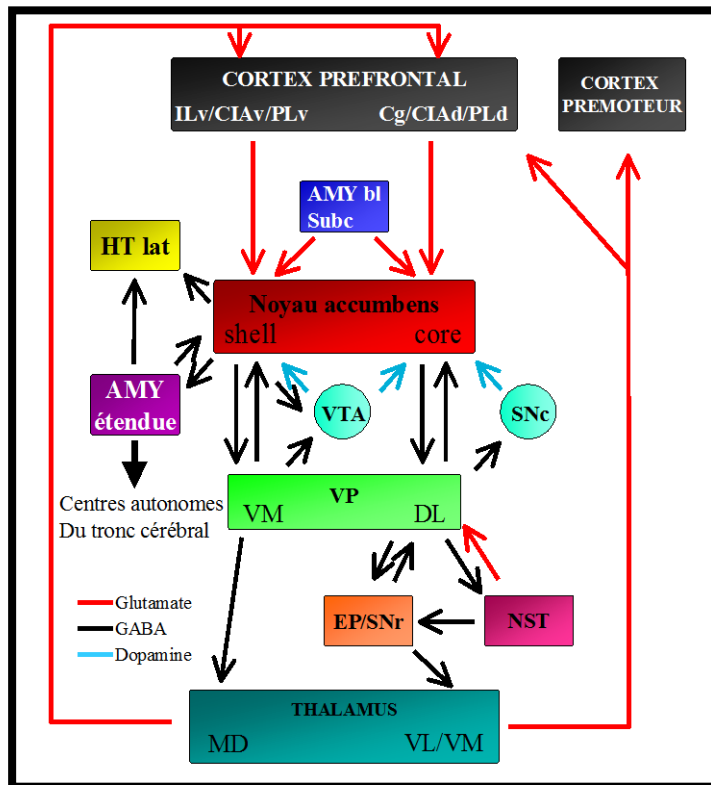 CORTEX PREFRONTAL
ILv/CIAv/PLv Cg/CIAd/PLd
CORTEX
PREMOTEUR
AMY bl
Subc
HT lat
Noyau accumbens
shell core
AMY
étendue
VTA
SNc
Centres autonomes
Du tronc cérébral
VP
VM DL
Glutamate
GABA
Dopamine
EP/SNr
NST
THALAMUS
MD VL/VM